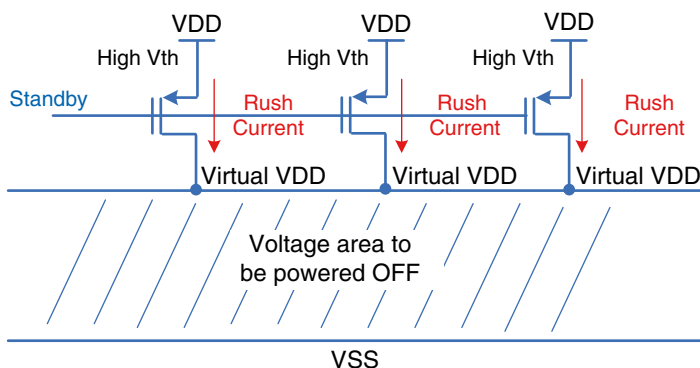 VDD VDD VDD
High Vth High Vth High Vth
Standby
Rush Current
Rush Current
Rush Current
Virtual VDD Virtual VDD Virtual VDD
Voltage area to
be powered OFF
VSS